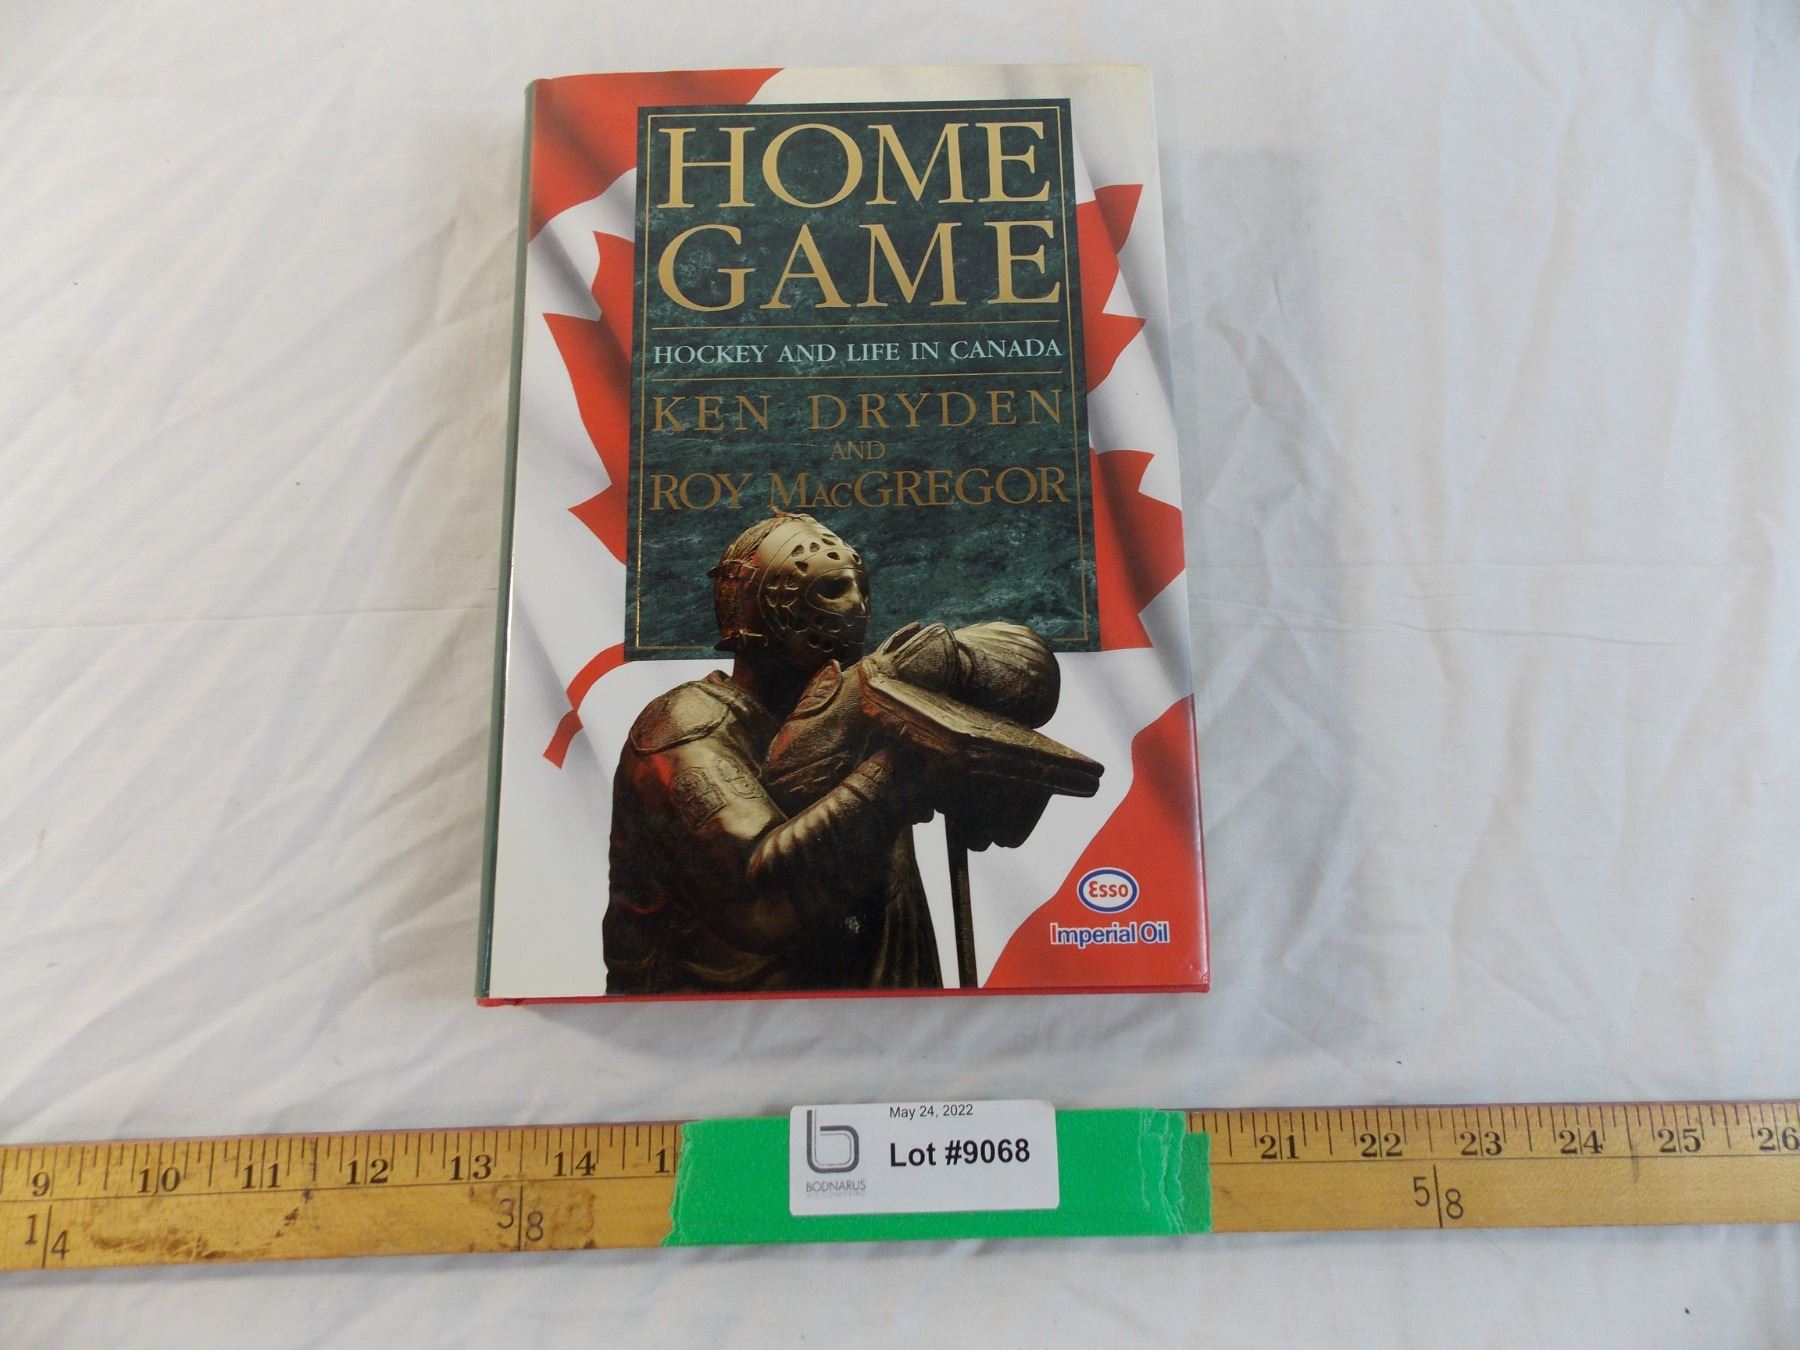 HOME
GAME
HOCKEY AND LIFE IN CANADA
KEN DRYDEN
AND
ROY MACGREGOR
Esso
Imperial Oil
May 24, 2022
Lot #9068
BODNARUS
9 10 11 12 13 14 1 21 22 23 24 25 26
1/4 3/8 5/8